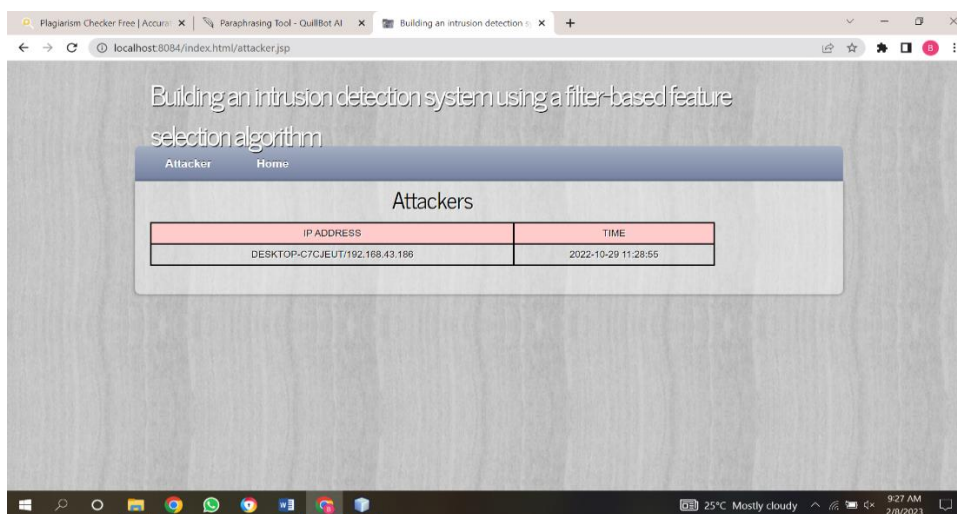 Plagiarism Checker Free | Accura
Paraphrasing Tool - QuillBot AI
Building an intrusion detection s
localhost:8084/index.html/attacker.jsp
B
Building an intrusion detection system using a filter-based feature
selection algorithm
Attacker Home
Attackers
IP ADDRESS TIME
DESKTOP-C7CJEUT/192.168.43.186 2022-10-29 11:28:55
25°C Mostly cloudy
9:27 AM
2/8/2023